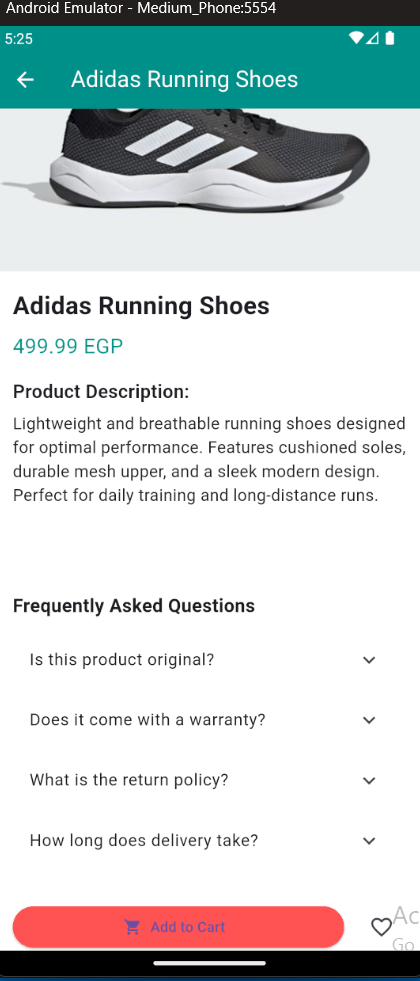 Android Emulator - Medium_Phone:5554
5:25
Adidas Running Shoes
Adidas Running Shoes
499.99 EGP
Product Description:
Lightweight and breathable running shoes designed
for optimal performance. Features cushioned soles,
durable mesh upper, and a sleek modern design.
Perfect for daily training and long-distance runs.
Frequently Asked Questions
Is this product original?
Does it come with a warranty?
What is the return policy?
How long does delivery take?
Add to Cart
Ac
Go